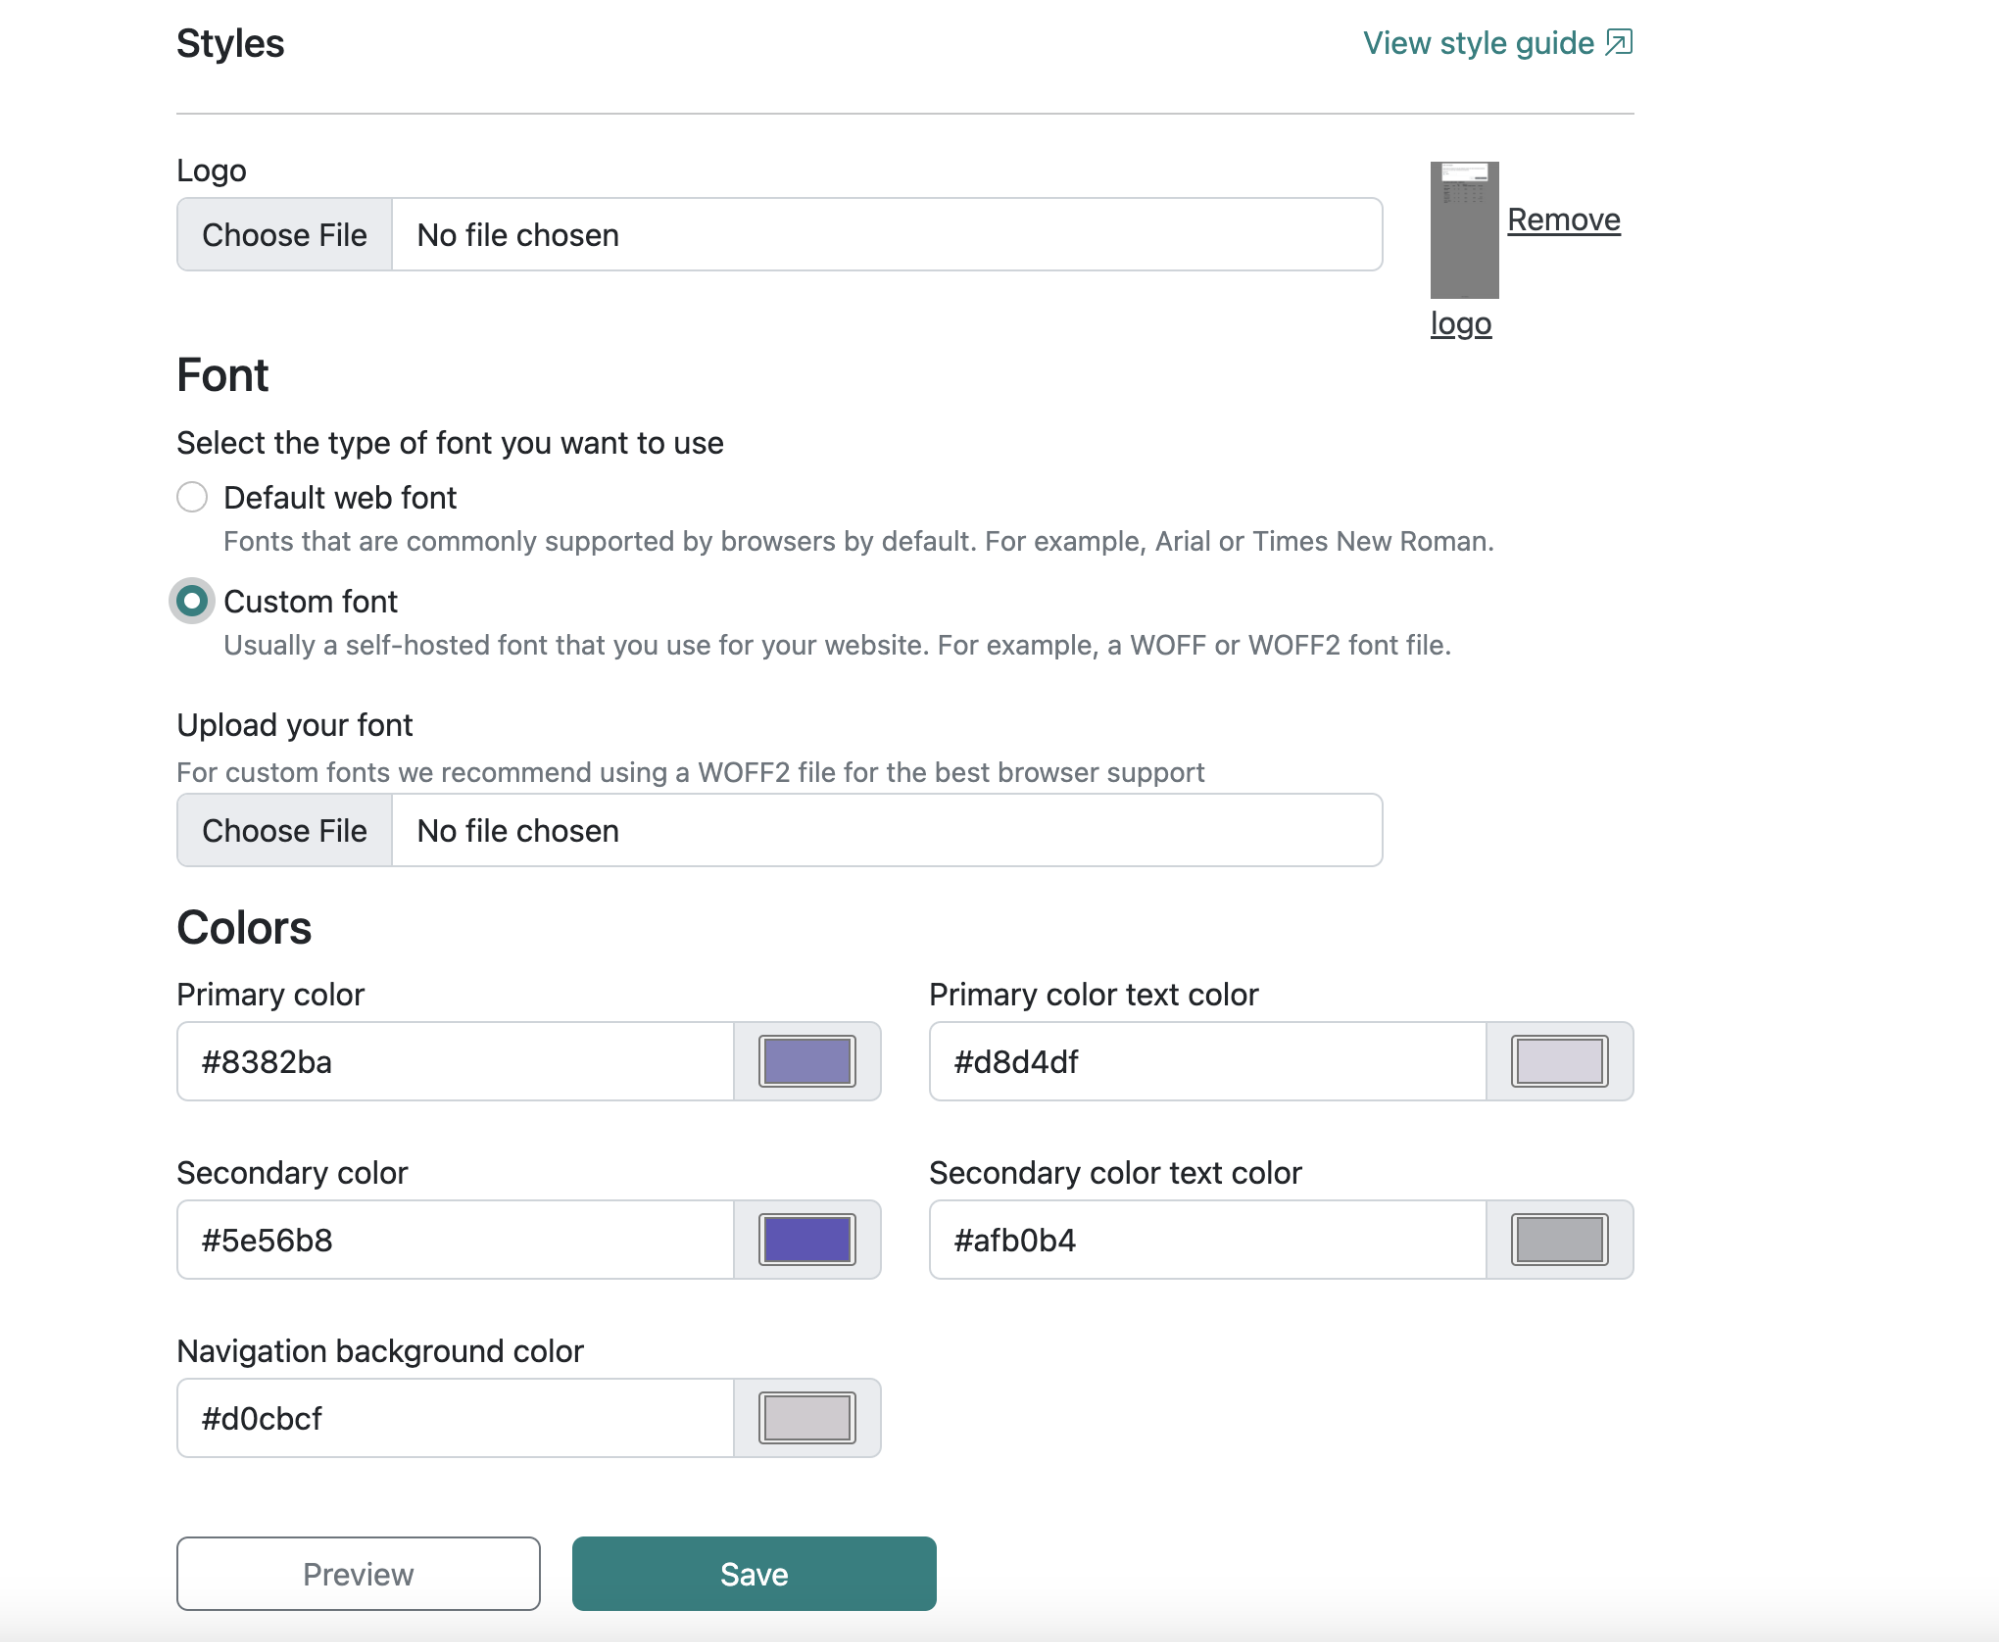 Styles
View style guide
Logo
Choose File
No file chosen
Remove
logo
Font
Select the type of font you want to use
Default web font
Fonts that are commonly supported by browsers by default. For example, Arial or Times New Roman.
Custom font
Usually a self-hosted font that you use for your website. For example, a WOFF or WOFF2 font file.
Upload your font
For custom fonts we recommend using a WOFF2 file for the best browser support
Choose File
No file chosen
Colors
Primary color
Primary color text color
#8382ba
#d8d4df
Secondary color
Secondary color text color
#5e56b8
#afb0b4
Navigation background color
#d0cbcf
Preview
Save